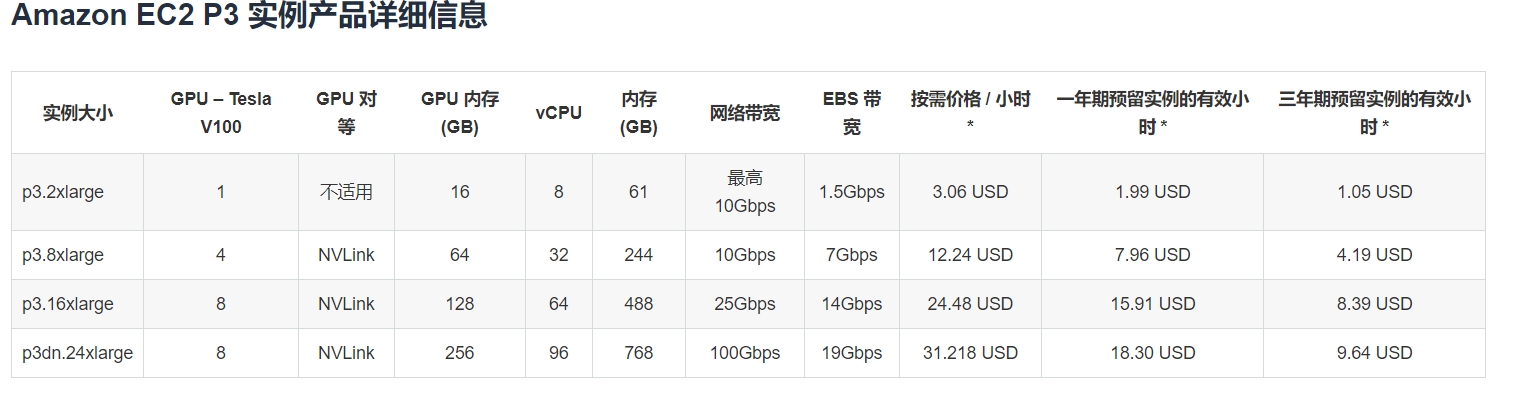 Amazon EC2 P3 实例产品详细信息
实例大小 GPU – Tesla V100 GPU 对等 GPU 内存 (GB) vCPU 内存 (GB) 网络带宽 EBS 带宽 按需价格 / 小时 * 一年期预留实例的有效小时 * 三年期预留实例的有效小时 *
p3.2xlarge 1 不适用 16 8 61 最高 10Gbps 1.5Gbps 3.06 USD 1.99 USD 1.05 USD
p3.8xlarge 4 NVLink 64 32 244 10Gbps 7Gbps 12.24 USD 7.96 USD 4.19 USD
p3.16xlarge 8 NVLink 128 64 488 25Gbps 14Gbps 24.48 USD 15.91 USD 8.39 USD
p3dn.24xlarge 8 NVLink 256 96 768 100Gbps 19Gbps 31.218 USD 18.30 USD 9.64 USD